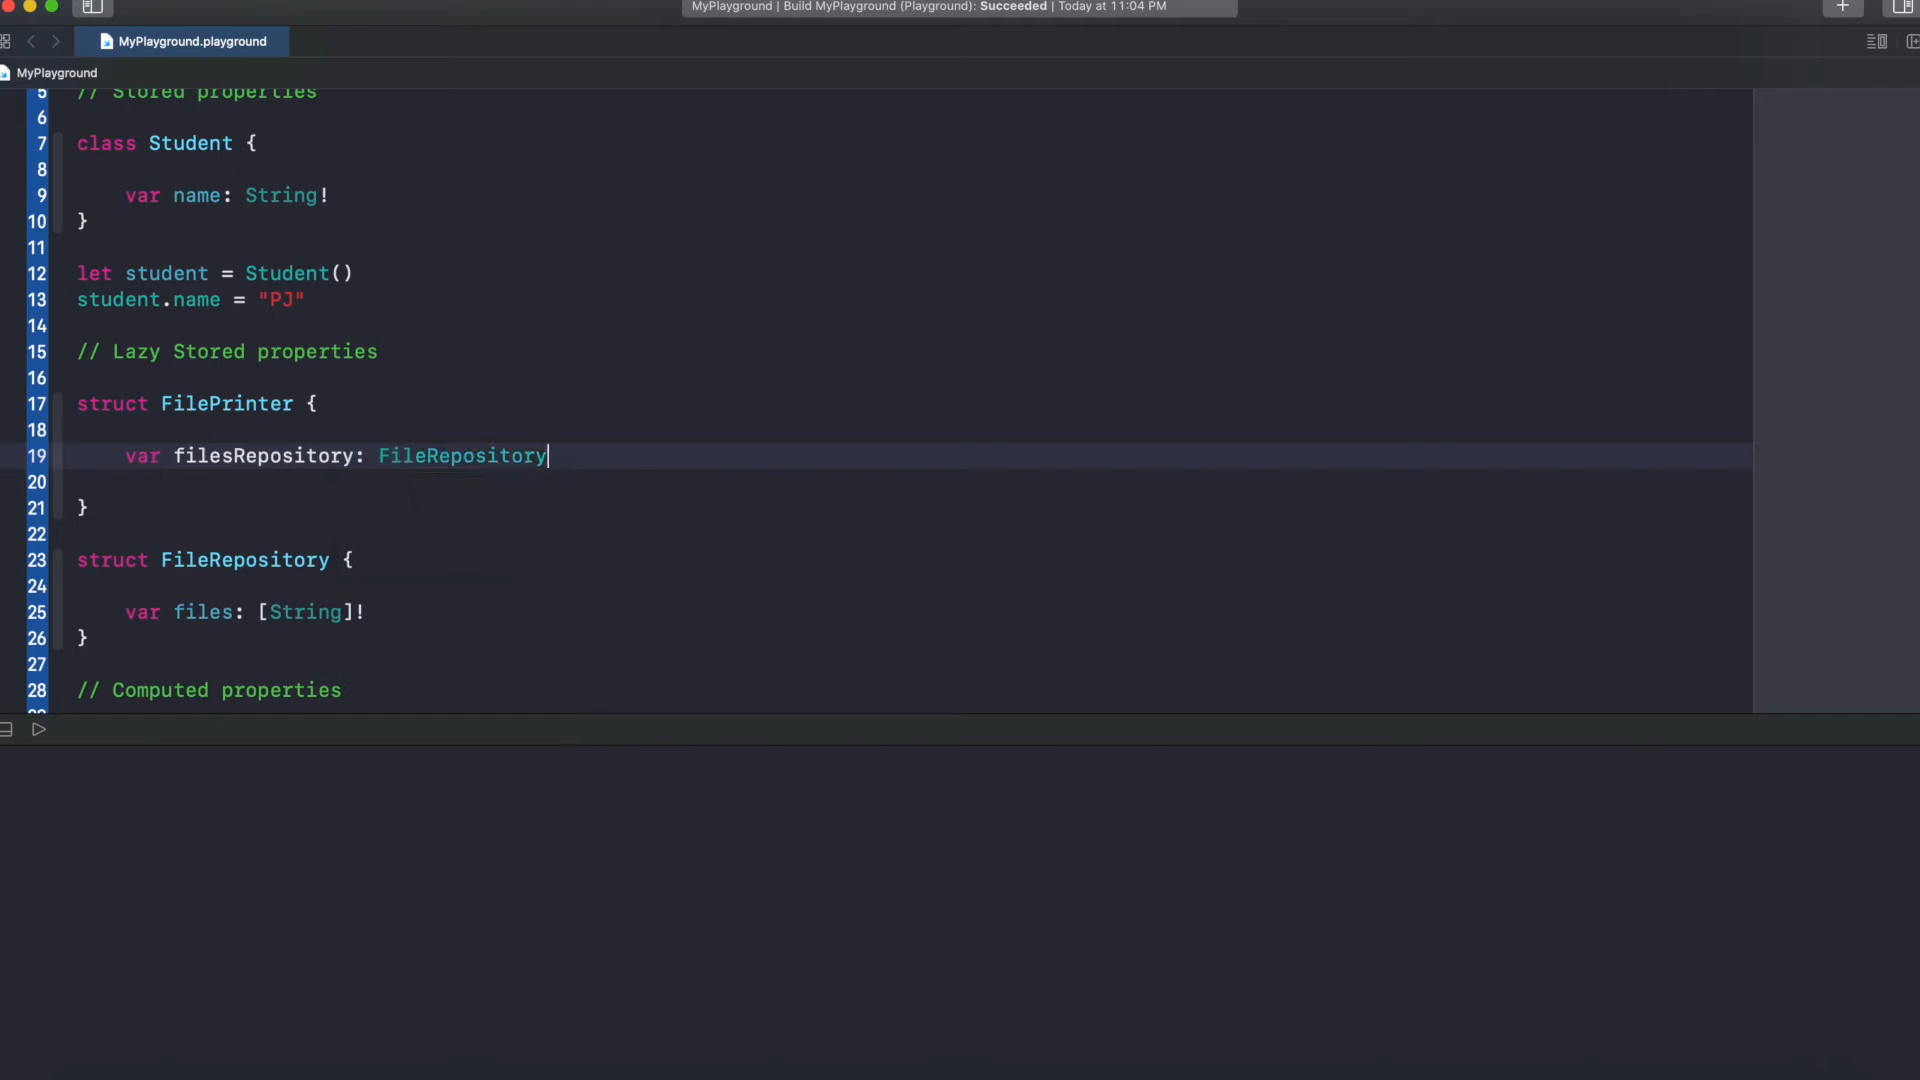 MyPlayground | Build MyPlayground (Playground): Succeeded | Today at 11:04 PM
MyPlayground.playground
MyPlayground
5 // Stored properties
6
7 class Student {
8
9 var name: String!
10 }
11
12 let student = Student()
13 student.name = "PJ"
14
15 // Lazy Stored properties
16
17 struct FilePrinter {
18
19 var filesRepository: FileRepository
20
21 }
22
23 struct FileRepository {
24
25 var files: [String]!
26 }
27
28 // Computed properties